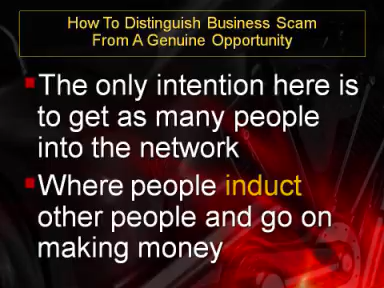 How To Distinguish Business Scam
From A Genuine Opportunity
The only intention here is
to get as many people
into the network
Where people induct
other people and go on
making money